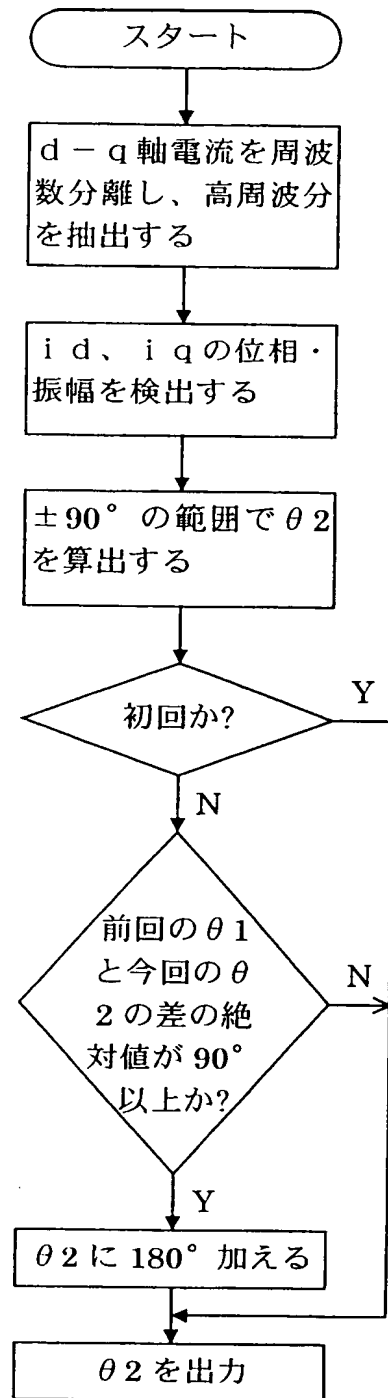 スタート
d－q軸電流を周波
数分離し、高周波分
を抽出する
id、iqの位相・
振幅を検出する
±90°の範囲でθ2
を算出する
初回か?
Y
N
前回のθ1
と今回のθ
2の差の絶
対値が90°
以上か?
N
Y
θ2に180°加える
θ2を出力